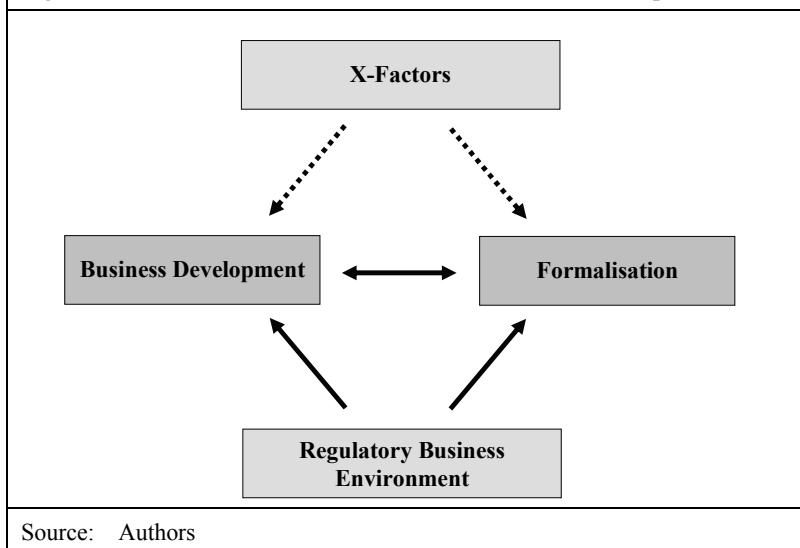 X-Factors
Business Development
Formalisation
Regulatory Business
Environment
Source: Authors